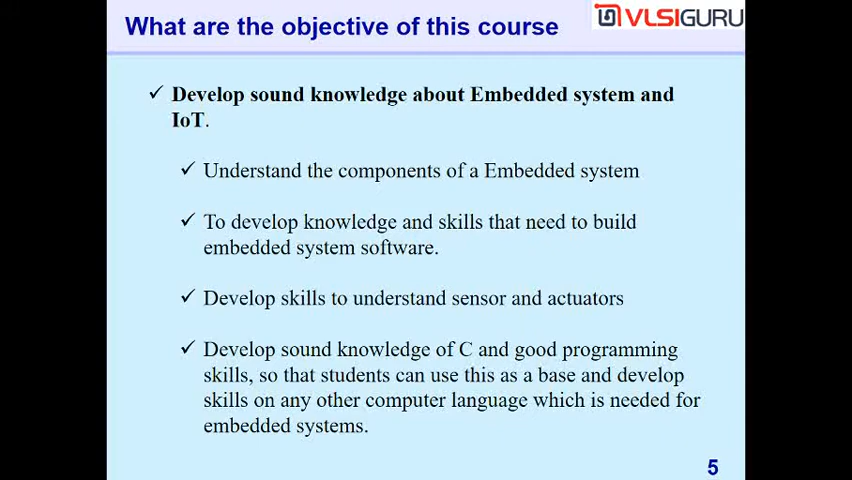 What are the objective of this course
VLSIGURU
✓ Develop sound knowledge about Embedded system and
IoT.
✓ Understand the components of a Embedded system
✓ To develop knowledge and skills that need to build
embedded system software.
✓ Develop skills to understand sensor and actuators
✓ Develop sound knowledge of C and good programming
skills, so that students can use this as a base and develop
skills on any other computer language which is needed for
embedded systems.
5